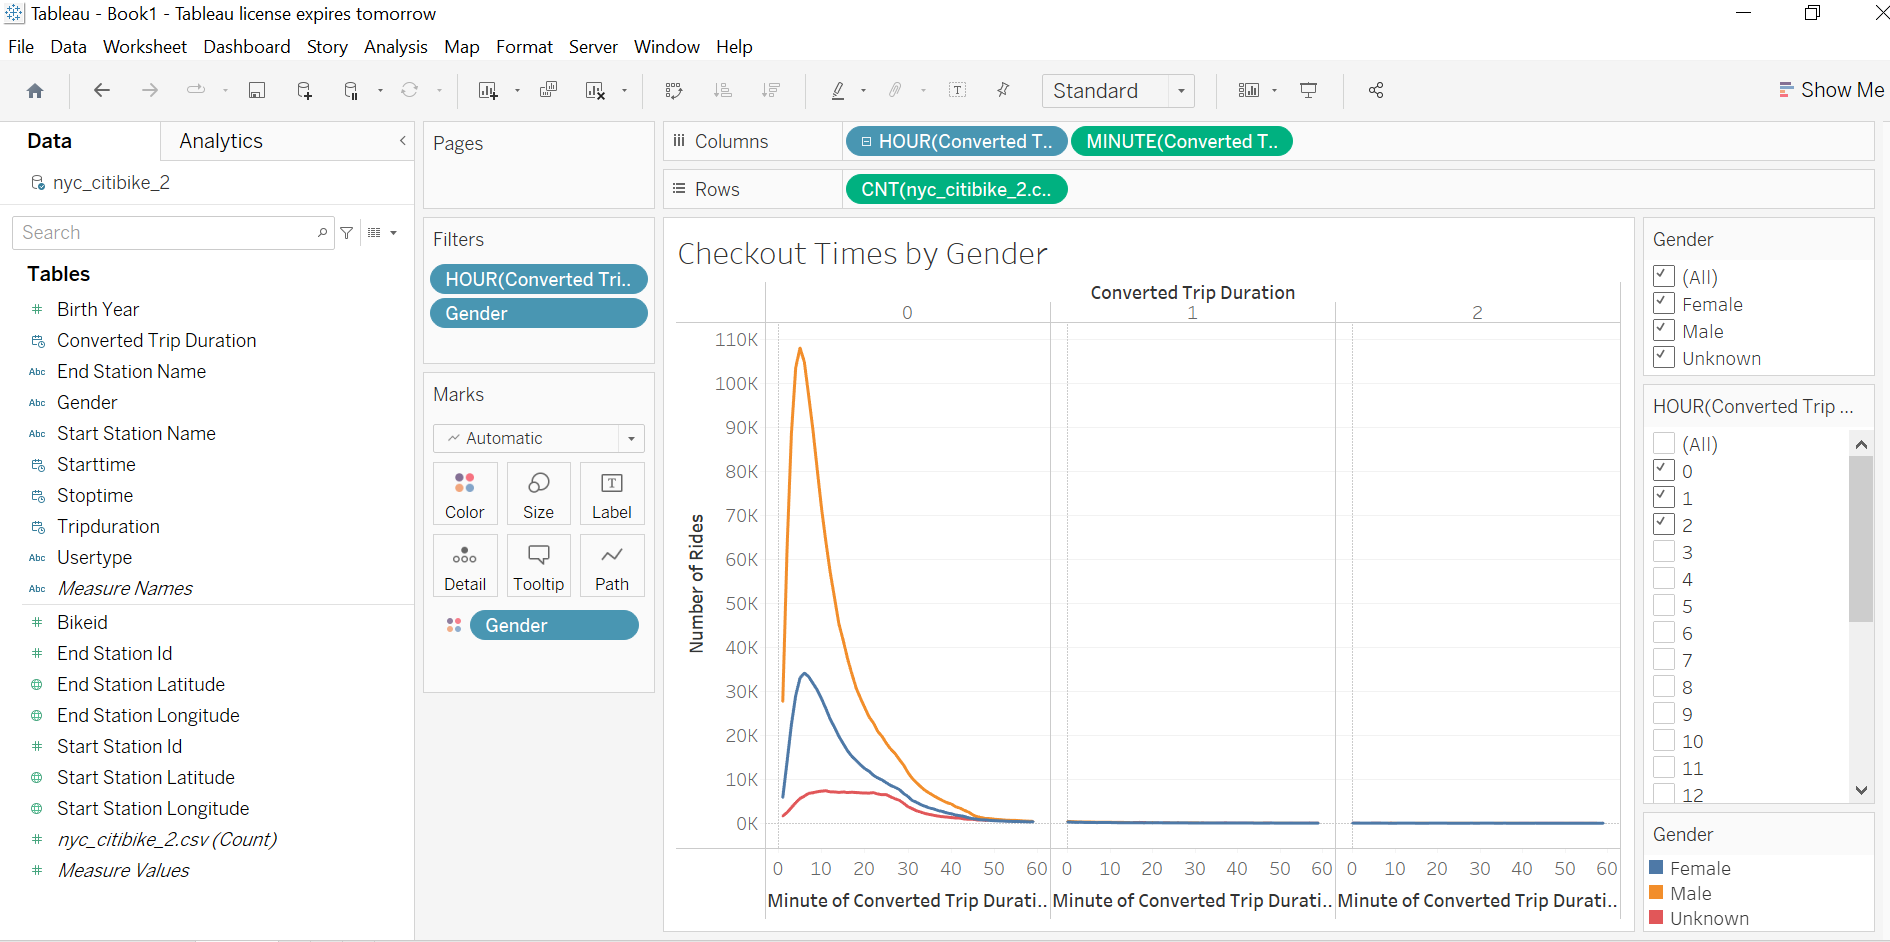 Tableau - Book1 - Tableau license expires tomorrow
File Data Worksheet Dashboard Story Analysis Map Format Server Window Help
Standard
Show Me
Data Analytics
nyc_citibike_2
Search
Tables
Birth Year
Abc
Converted Trip Duration
Abc End Station Name
Abc Gender
Abc Start Station Name
Starttime
Stoptime
Tripduration
Abc Usertype
Abc Measure Names
Bikeid
End Station Id
End Station Latitude
End Station Longitude
Start Station Id
Start Station Latitude
Start Station Longitude
nyc_citibike_2.csv (Count)
Measure Values
Pages
Filters
HOUR(Converted Tri..
Gender
Marks
Automatic
Color Size Label
Detail Tooltip Path
Gender
Columns HOUR(Converted T.. MINUTE(Converted T..
Rows CNT(nyc_citibike_2.c..
Checkout Times by Gender
Converted Trip Duration
0 1 2
Number of Rides
110K
100K
90K
80K
70K
60K
50K
40K
30K
20K
10K
0K
0 10 20 30 40 50 60 0 10 20 30 40 50 60 0 10 20 30 40 50 60
Minute of Converted Trip Durati.. Minute of Converted Trip Durati.. Minute of Converted Trip Durati..
Gender
(All)
Female
Male
Unknown
HOUR(Converted Trip ...
(All)
0
1
2
3
4
5
6
7
8
9
10
11
12
Gender
Female
Male
Unknown